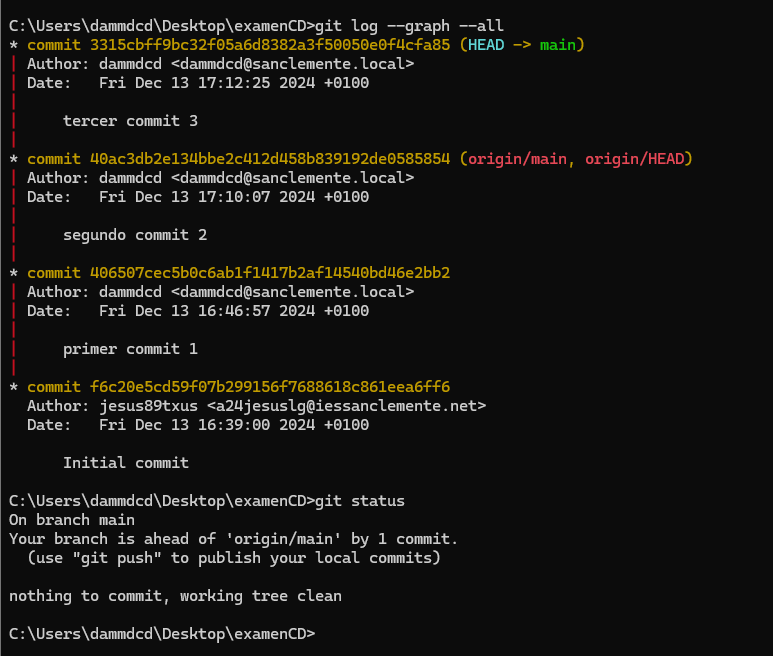 C:\Users\dammdcd\Desktop\examenCD>git log --graph --all
* commit 3315cbff9bc32f05a6d8382a3f50050e0f4cfa85 (HEAD -> main)
| Author: dammdcd <dammdcd@sanclemente.local>
| Date:   Fri Dec 13 17:12:25 2024 +0100
|
|     tercer commit 3
|
* commit 40ac3db2e134bbe2c412d458b839192de0585854 (origin/main, origin/HEAD)
| Author: dammdcd <dammdcd@sanclemente.local>
| Date:   Fri Dec 13 17:10:07 2024 +0100
|
|     segundo commit 2
|
* commit 406507cec5b0c6ab1f1417b2af14540bd46e2bb2
| Author: dammdcd <dammdcd@sanclemente.local>
| Date:   Fri Dec 13 16:46:57 2024 +0100
|
|     primer commit 1
|
* commit f6c20e5cd59f07b299156f7688618c861eea6ff6
  Author: jesus89txus <a24jesuslg@iessanclemente.net>
  Date:   Fri Dec 13 16:39:00 2024 +0100

      Initial commit

C:\Users\dammdcd\Desktop\examenCD>git status
On branch main
Your branch is ahead of 'origin/main' by 1 commit.
  (use "git push" to publish your local commits)

nothing to commit, working tree clean

C:\Users\dammdcd\Desktop\examenCD>